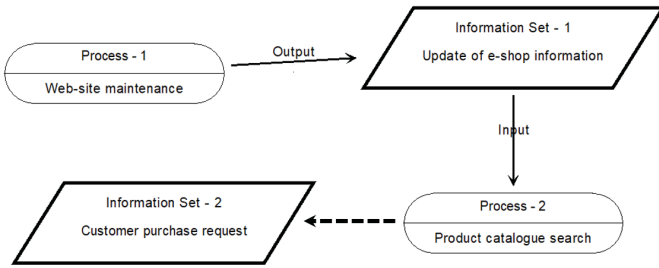 Process - 1
Web-site maintenance
Output
Information Set - 1
Update of e-shop information
Input
Information Set - 2
Customer purchase request
Process - 2
Product catalogue search